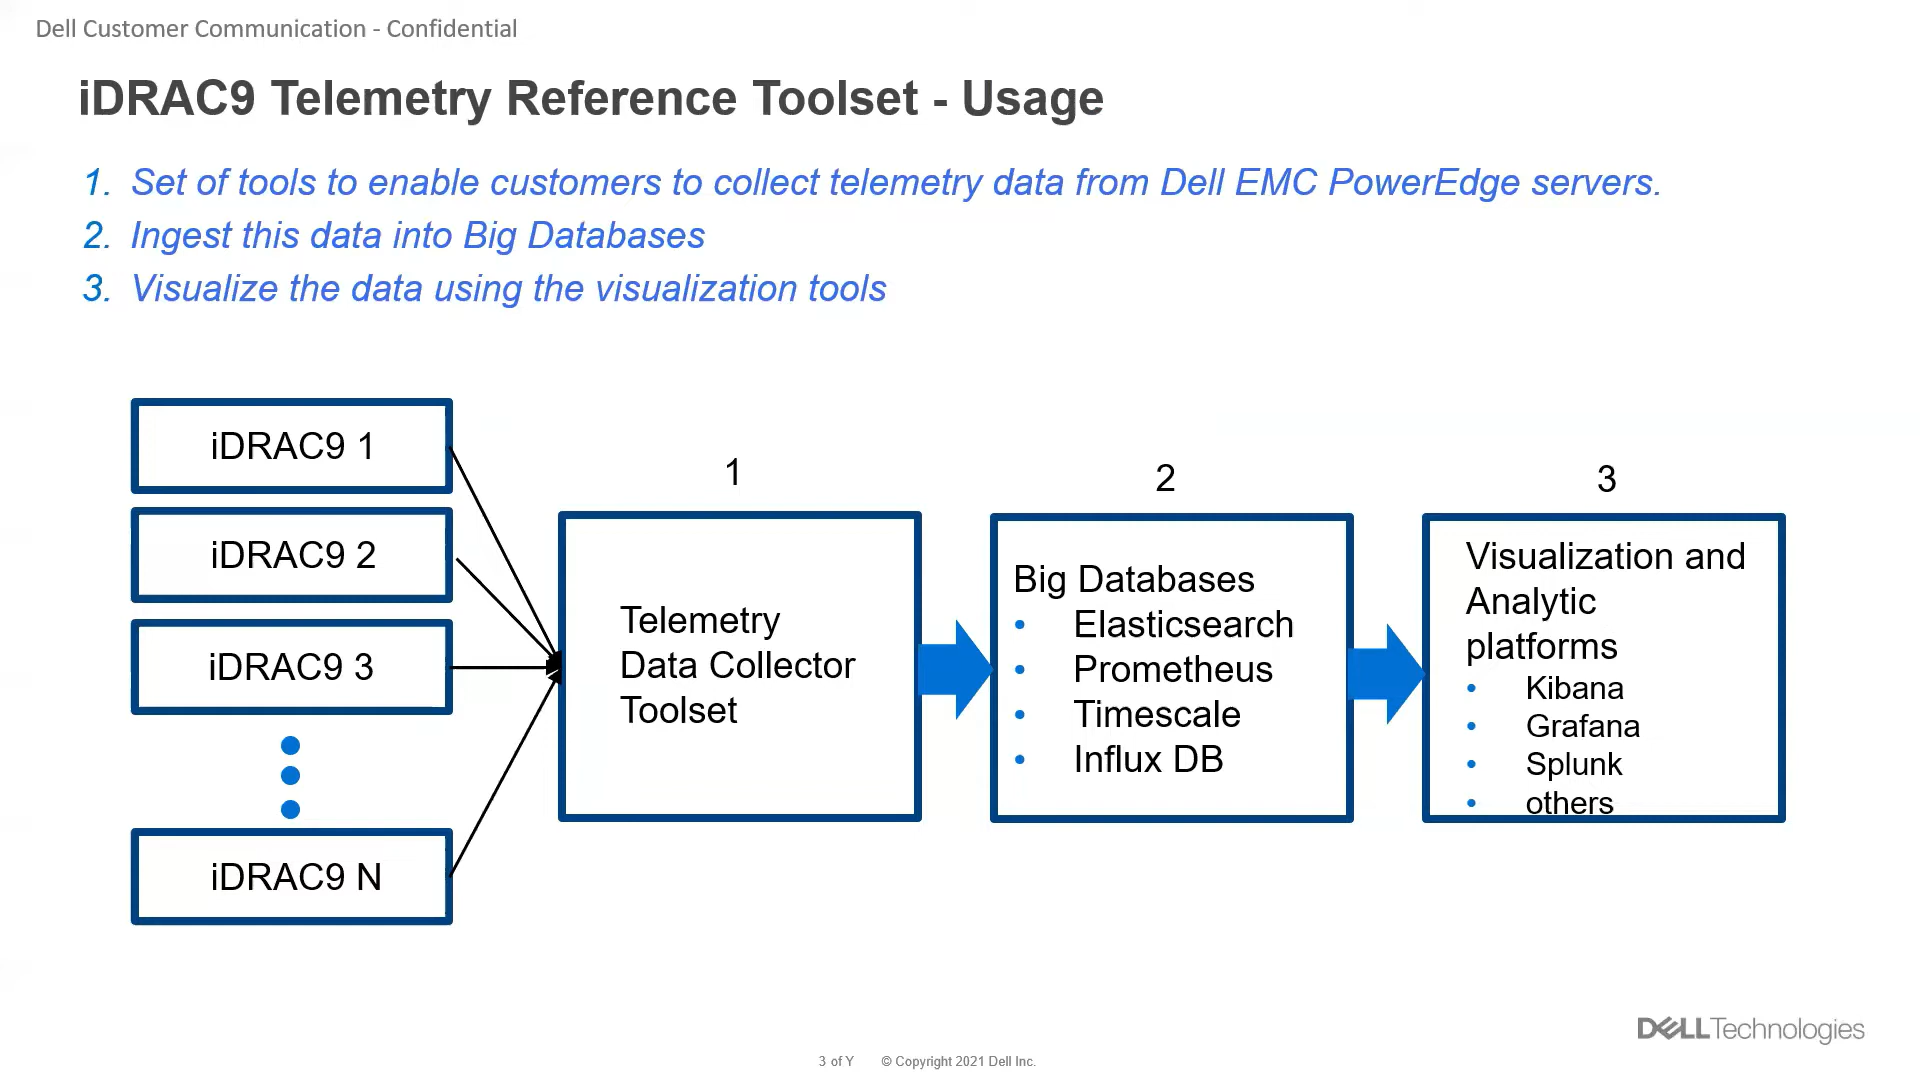 Dell Customer Communication - Confidential
iDRAC9 Telemetry Reference Toolset - Usage
1. Set of tools to enable customers to collect telemetry data from Dell EMC PowerEdge servers.
2. Ingest this data into Big Databases
3. Visualize the data using the visualization tools
iDRAC9 1
iDRAC9 2
iDRAC9 3
iDRAC9 N
1
Telemetry
Data Collector
Toolset
2
Big Databases
• Elasticsearch
• Prometheus
• Timescale
• Influx DB
3
Visualization and
Analytic
platforms
• Kibana
• Grafana
• Splunk
• others
DELLTechnologies
3 of Y © Copyright 2021 Dell Inc.